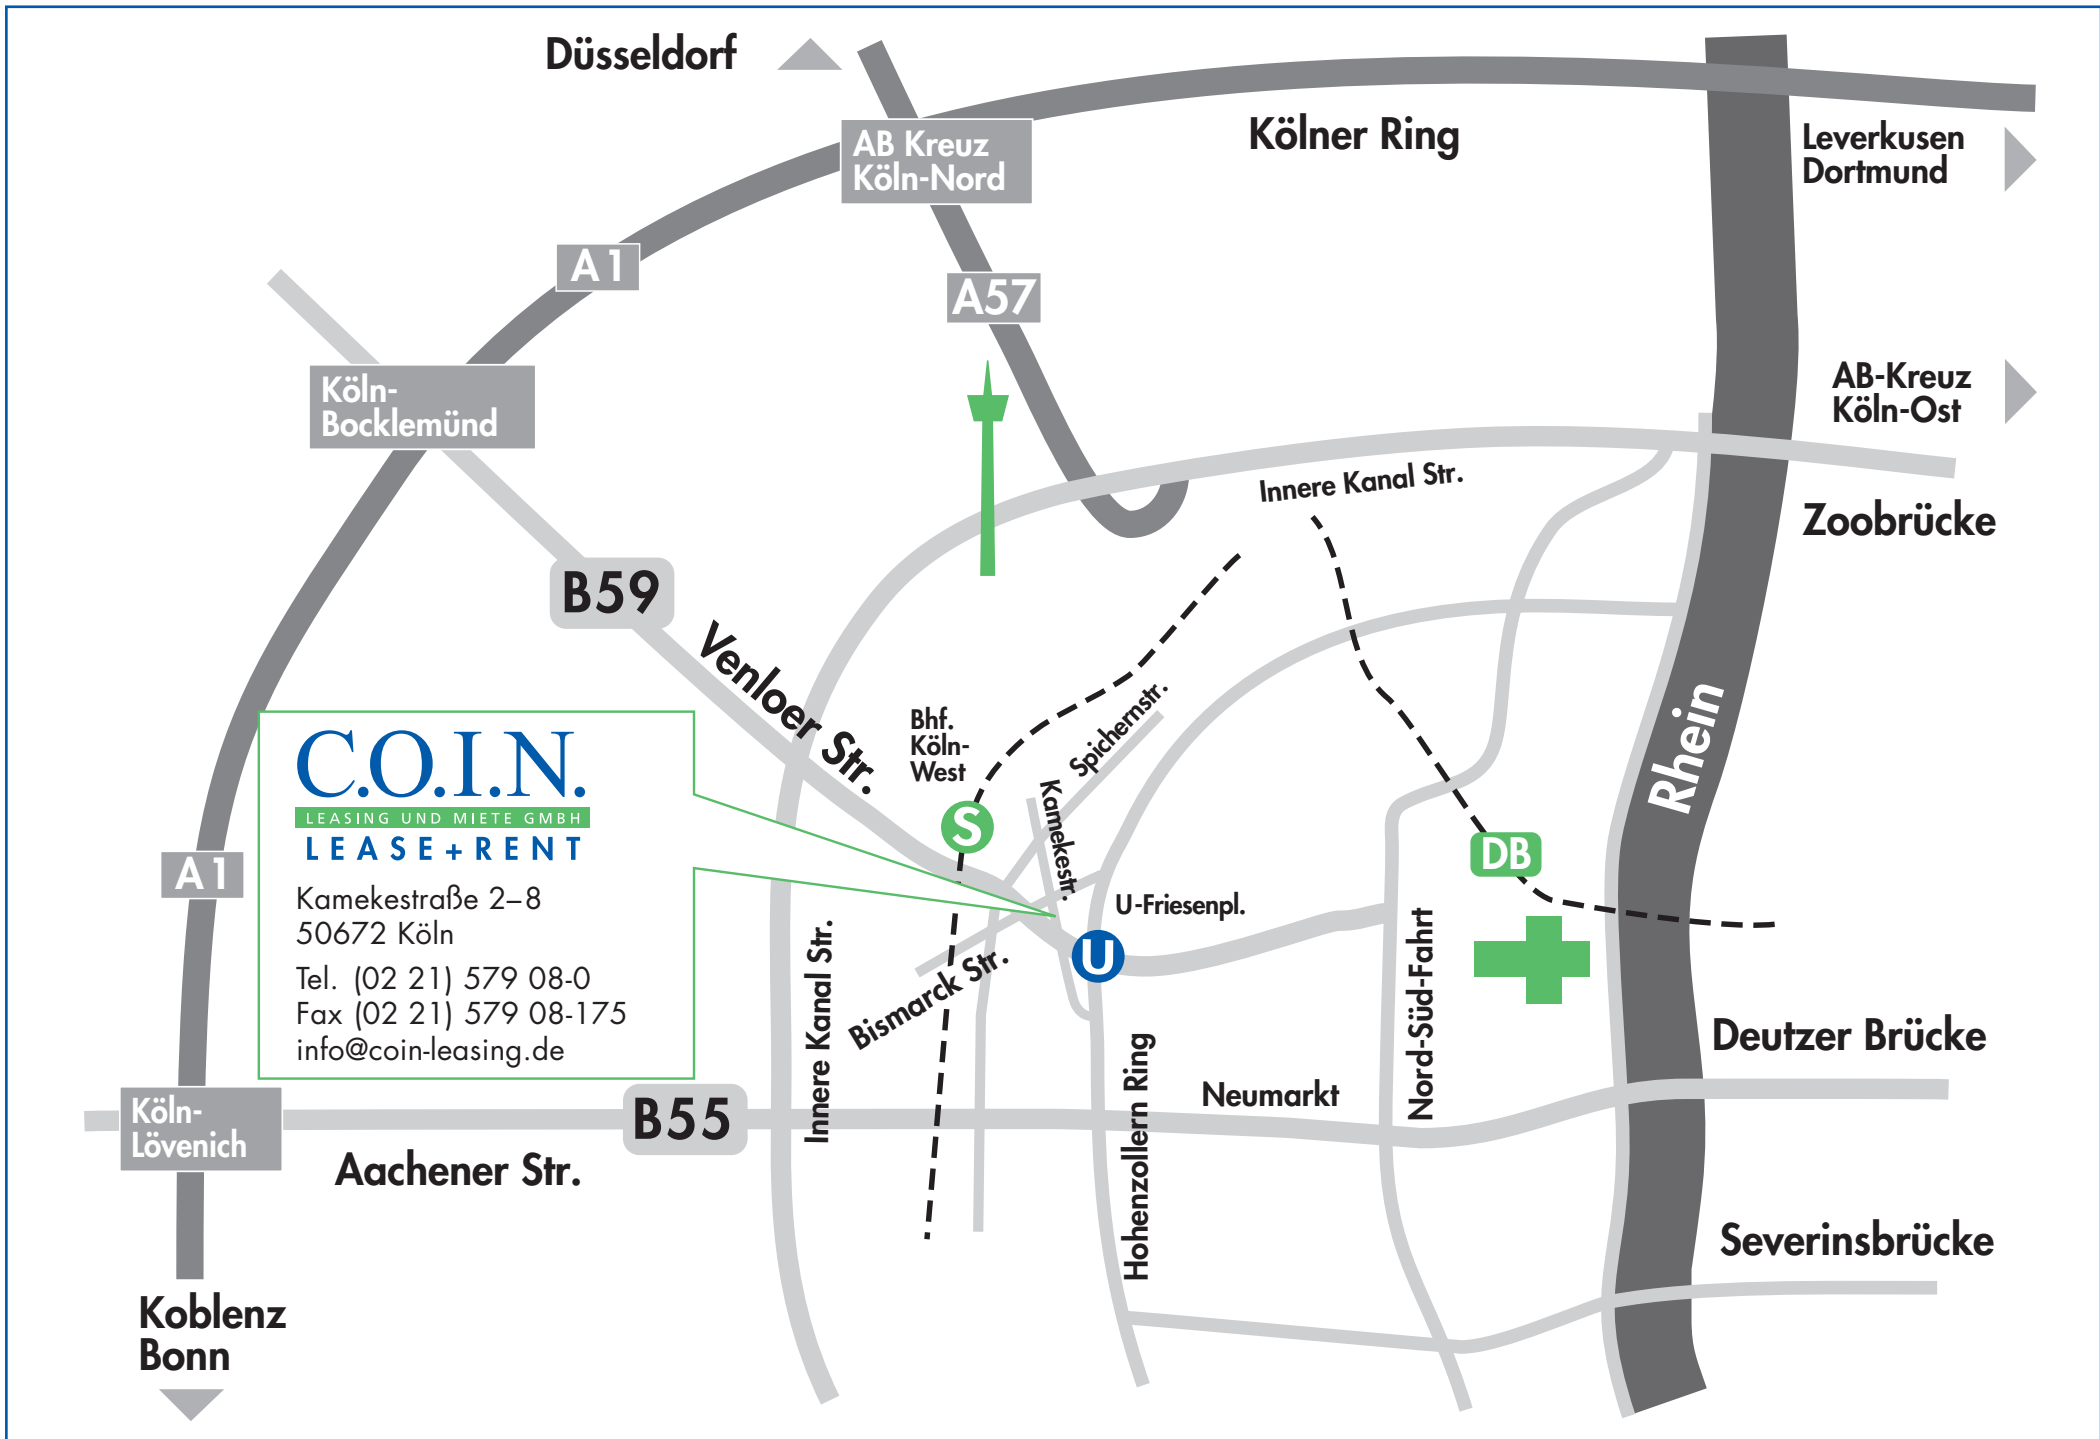 Düsseldorf
Kölner Ring
AB Kreuz
Köln-Nord
Leverkusen
Dortmund
A1
A57
Köln-
Bocklemünd
AB-Kreuz
Köln-Ost
Innere Kanal Str.
Zoobrücke
B59
Venloer Str.
Bhf.
Köln-
West
Spichernstr.
Rhein
C.O.I.N.
LEASING UND MIETE GMBH
LEASE+RENT
Kamekestraße 2–8
50672 Köln
Tel. (02 21) 579 08-0
Fax (02 21) 579 08-175
info@coin-leasing.de
S
Kamekestr.
DB
A1
U-Friesenpl.
U
Bismarck Str.
Innere Kanal Str.
Nord-Süd-Fahrt
Deutzer Brücke
Köln-
Lövenich
B55
Neumarkt
Hohenzollern Ring
Aachener Str.
Severinsbrücke
Koblenz
Bonn